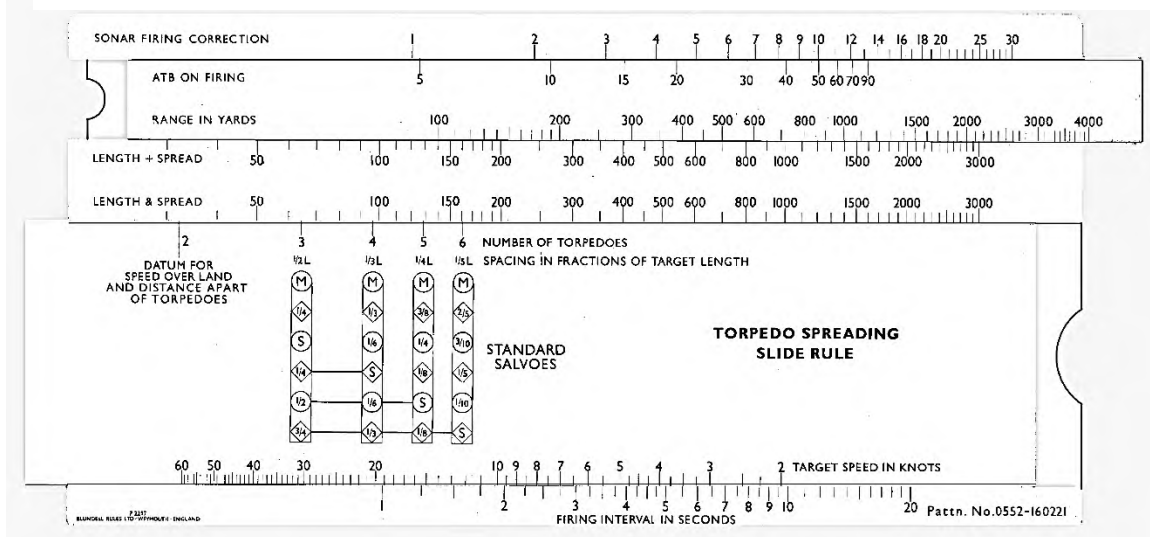 SONAR FIRING CORRECTION 1 2 3 4 5 6 7 8 9 10 12 14 16 18 20 25 30
ATB ON FIRING 5 10 15 20 30 40 50 60 70 90
RANGE IN YARDS 100 200 300 400 500 600 800 1000 1500 2000 3000 4000
LENGTH + SPREAD 50 100 150 200 300 400 500 600 800 1000 1500 2000 3000
LENGTH & SPREAD 50 100 150 200 300 400 500 600 800 1000 1500 2000 3000
2 3 4 5 6 NUMBER OF TORPEDOES
DATUM FOR
SPEED OVER LAND
AND DISTANCE APART
OF TORPEDOES
1/2 L 1/3 L 1/4 L 1/5 L SPACING IN FRACTIONS OF TARGET LENGTH
M M M M
1/4 1/3 3/8 2/5
S 1/6 1/4 3/10
1/4 S 1/8 1/5
1/2 1/6 S 1/10
3/4 1/3 1/8 S
STANDARD
SALVOES
TORPEDO SPREADING
SLIDE RULE
60 50 40 30 20 10 9 8 7 6 5 4 3 2 TARGET SPEED IN KNOTS
1 2 3 4 5 6 7 8 9 10 20
FIRING INTERVAL IN SECONDS
BLUNDELL RULES LTD · WEYMOUTH · ENGLAND
Pattn. No.0552-160221